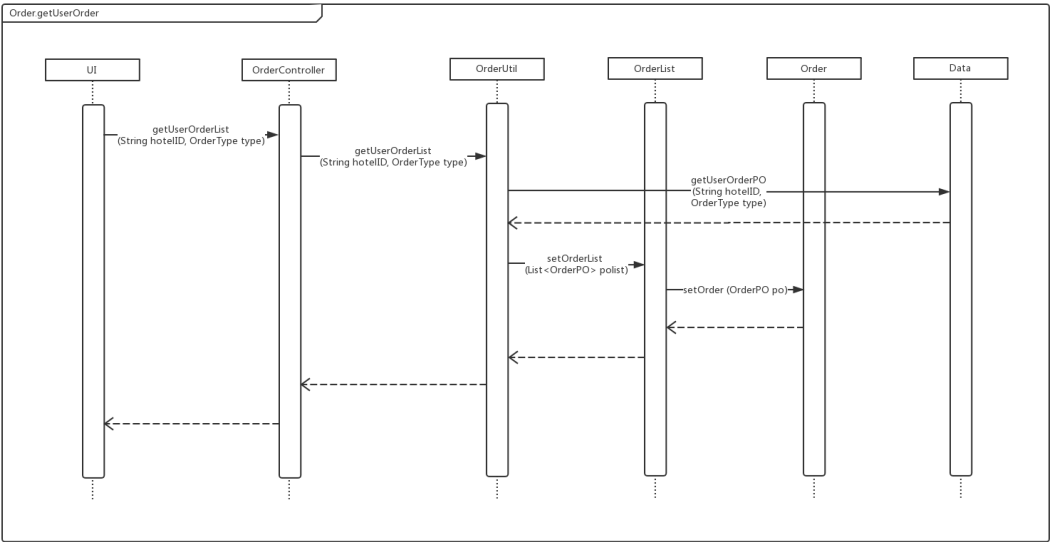 Order.getUserOrder
UI
OrderController
OrderUtil
OrderList
Order
Data
getUserOrderList
(String hotelID, OrderType type)
getUserOrderList
(String hotelID, OrderType type)
getUserOrderPO
(String hotelID,
OrderType type)
setOrderList
(List<OrderPO> polist)
setOrder (OrderPO po)